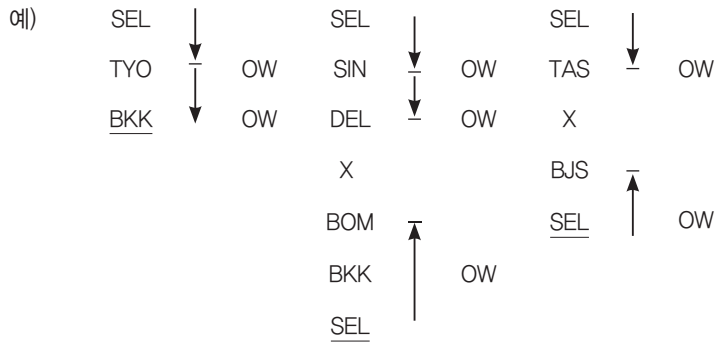 예) SEL SEL SEL
TYO OW SIN OW TAS OW
BKK OW DEL OW X
X BJS
BOM SEL OW
BKK OW
SEL